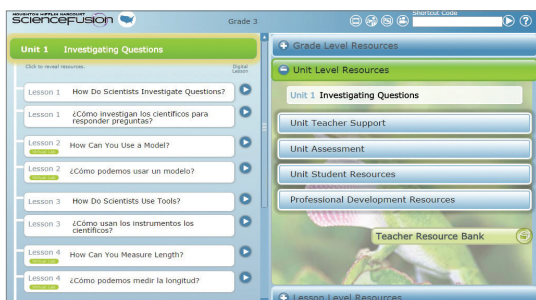 HOUGHTON MIFFLIN HARCOURT
ScienceFusion
Grade 3
Shortcut Code
Unit 1 Investigating Questions
Click to reveal resources.
Digital
Lesson
Lesson 1 How Do Scientists Investigate Questions?
Lesson 1 ¿Cómo investigan los científicos para
responder preguntas?
Lesson 2 How Can You Use a Model?
Lesson 2 ¿Cómo podemos usar un modelo?
Lesson 3 How Do Scientists Use Tools?
Lesson 3 ¿Cómo usan los instrumentos los
científicos?
Lesson 4 How Can You Measure Length?
Lesson 4 ¿Cómo podemos medir la longitud?
Grade Level Resources
Unit Level Resources
Unit 1 Investigating Questions
Unit Teacher Support
Unit Assessment
Unit Student Resources
Professional Development Resources
Teacher Resource Bank
Lesson Level Resources